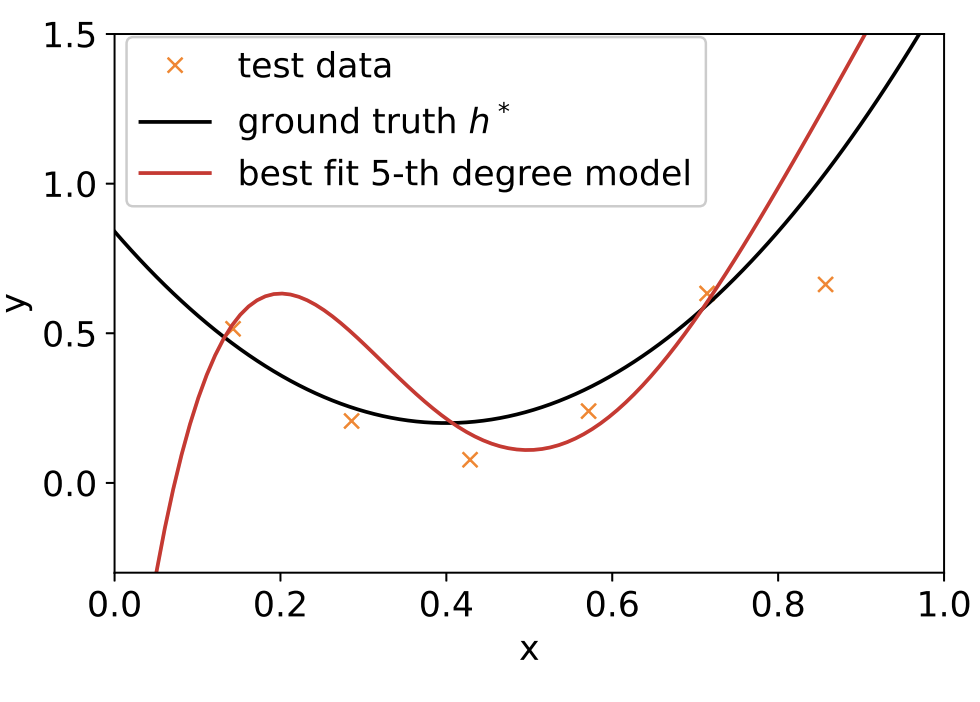 1.5
1.0
0.5
0.0
y
test data
ground truth h*
best fit 5-th degree model
0.0 0.2 0.4 0.6 0.8 1.0
x